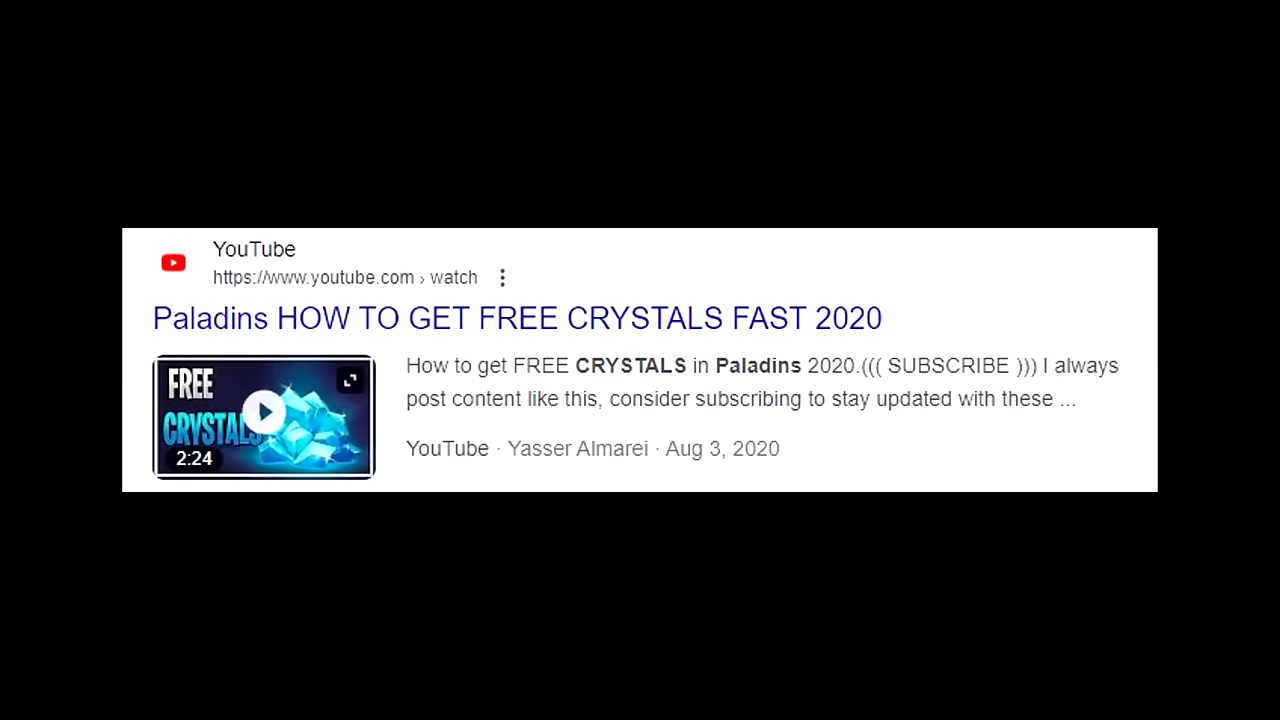 YouTube
https://www.youtube.com › watch
Paladins HOW TO GET FREE CRYSTALS FAST 2020
FREE
CRYSTALS
2:24
How to get FREE CRYSTALS in Paladins 2020.((( SUBSCRIBE ))) I always
post content like this, consider subscribing to stay updated with these ...
YouTube · Yasser Almarei · Aug 3, 2020